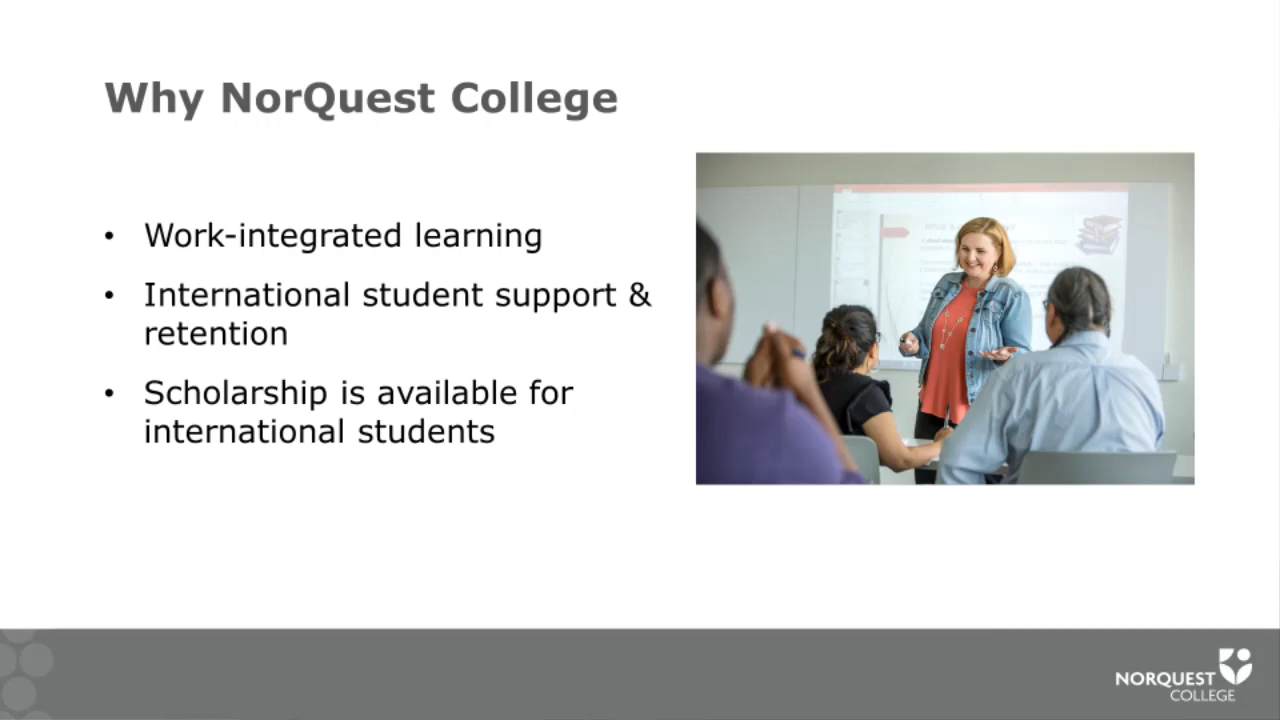 Why NorQuest College
• Work-integrated learning
• International student support &
retention
• Scholarship is available for
international students
NORQUEST
COLLEGE